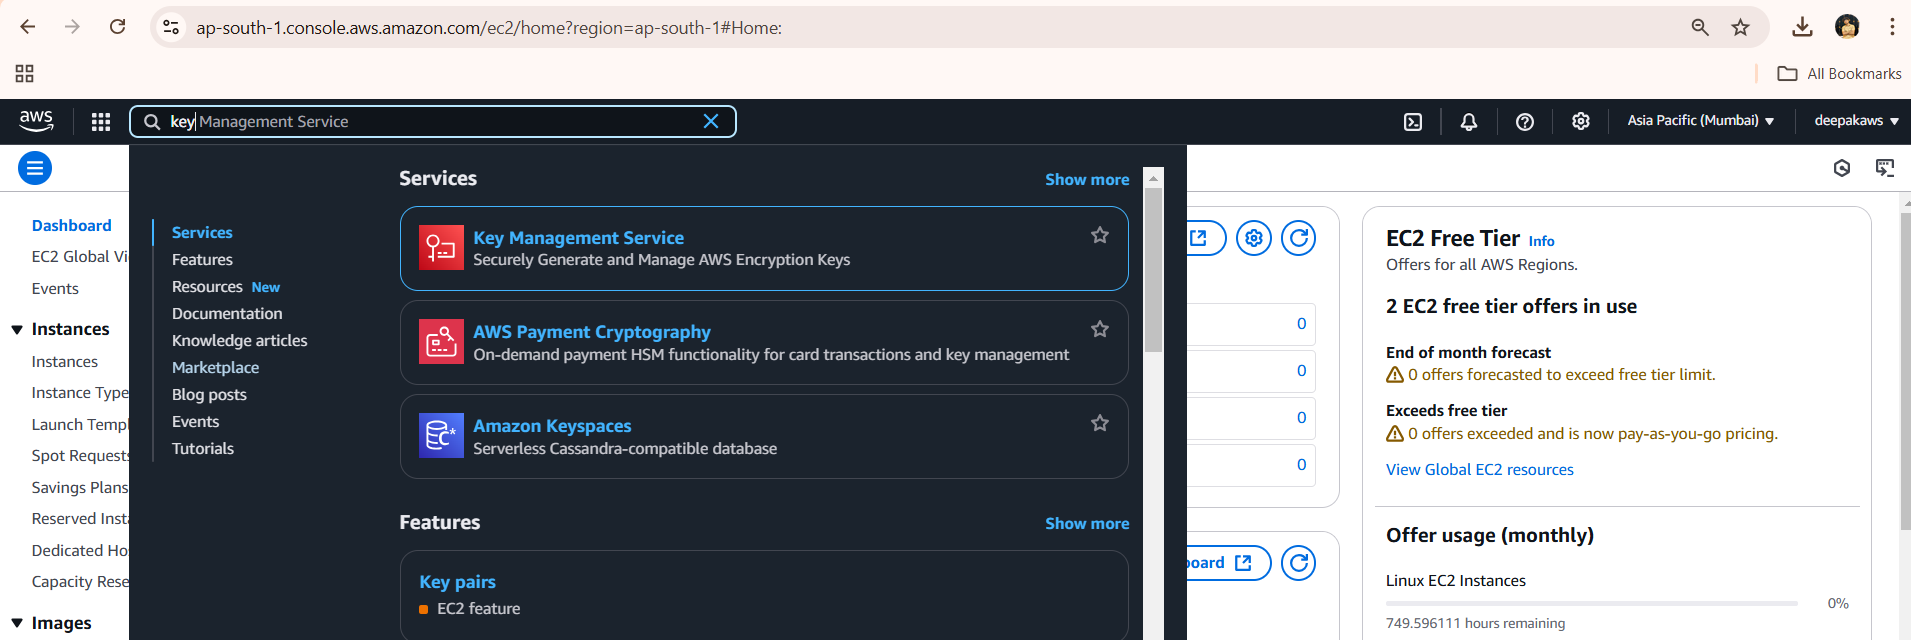 ap-south-1.console.aws.amazon.com/ec2/home?region=ap-south-1#Home:
All Bookmarks
aws
key Management Service
Asia Pacific (Mumbai)
deepakaws
Dashboard
EC2 Global Vi
Events
Instances
Instances
Instance Type
Launch Templ
Spot Requests
Savings Plans
Reserved Inst
Dedicated Ho
Capacity Rese
Images
Services
Features
Resources New
Documentation
Knowledge articles
Marketplace
Blog posts
Events
Tutorials
Services
Show more
Key Management Service
Securely Generate and Manage AWS Encryption Keys
AWS Payment Cryptography
On-demand payment HSM functionality for card transactions and key management
Amazon Keyspaces
Serverless Cassandra-compatible database
Features
Show more
Key pairs
EC2 feature
0
0
0
0
board
EC2 Free Tier Info
Offers for all AWS Regions.
2 EC2 free tier offers in use
End of month forecast
0 offers forecasted to exceed free tier limit.
Exceeds free tier
0 offers exceeded and is now pay-as-you-go pricing.
View Global EC2 resources
Offer usage (monthly)
Linux EC2 Instances
0%
749.596111 hours remaining